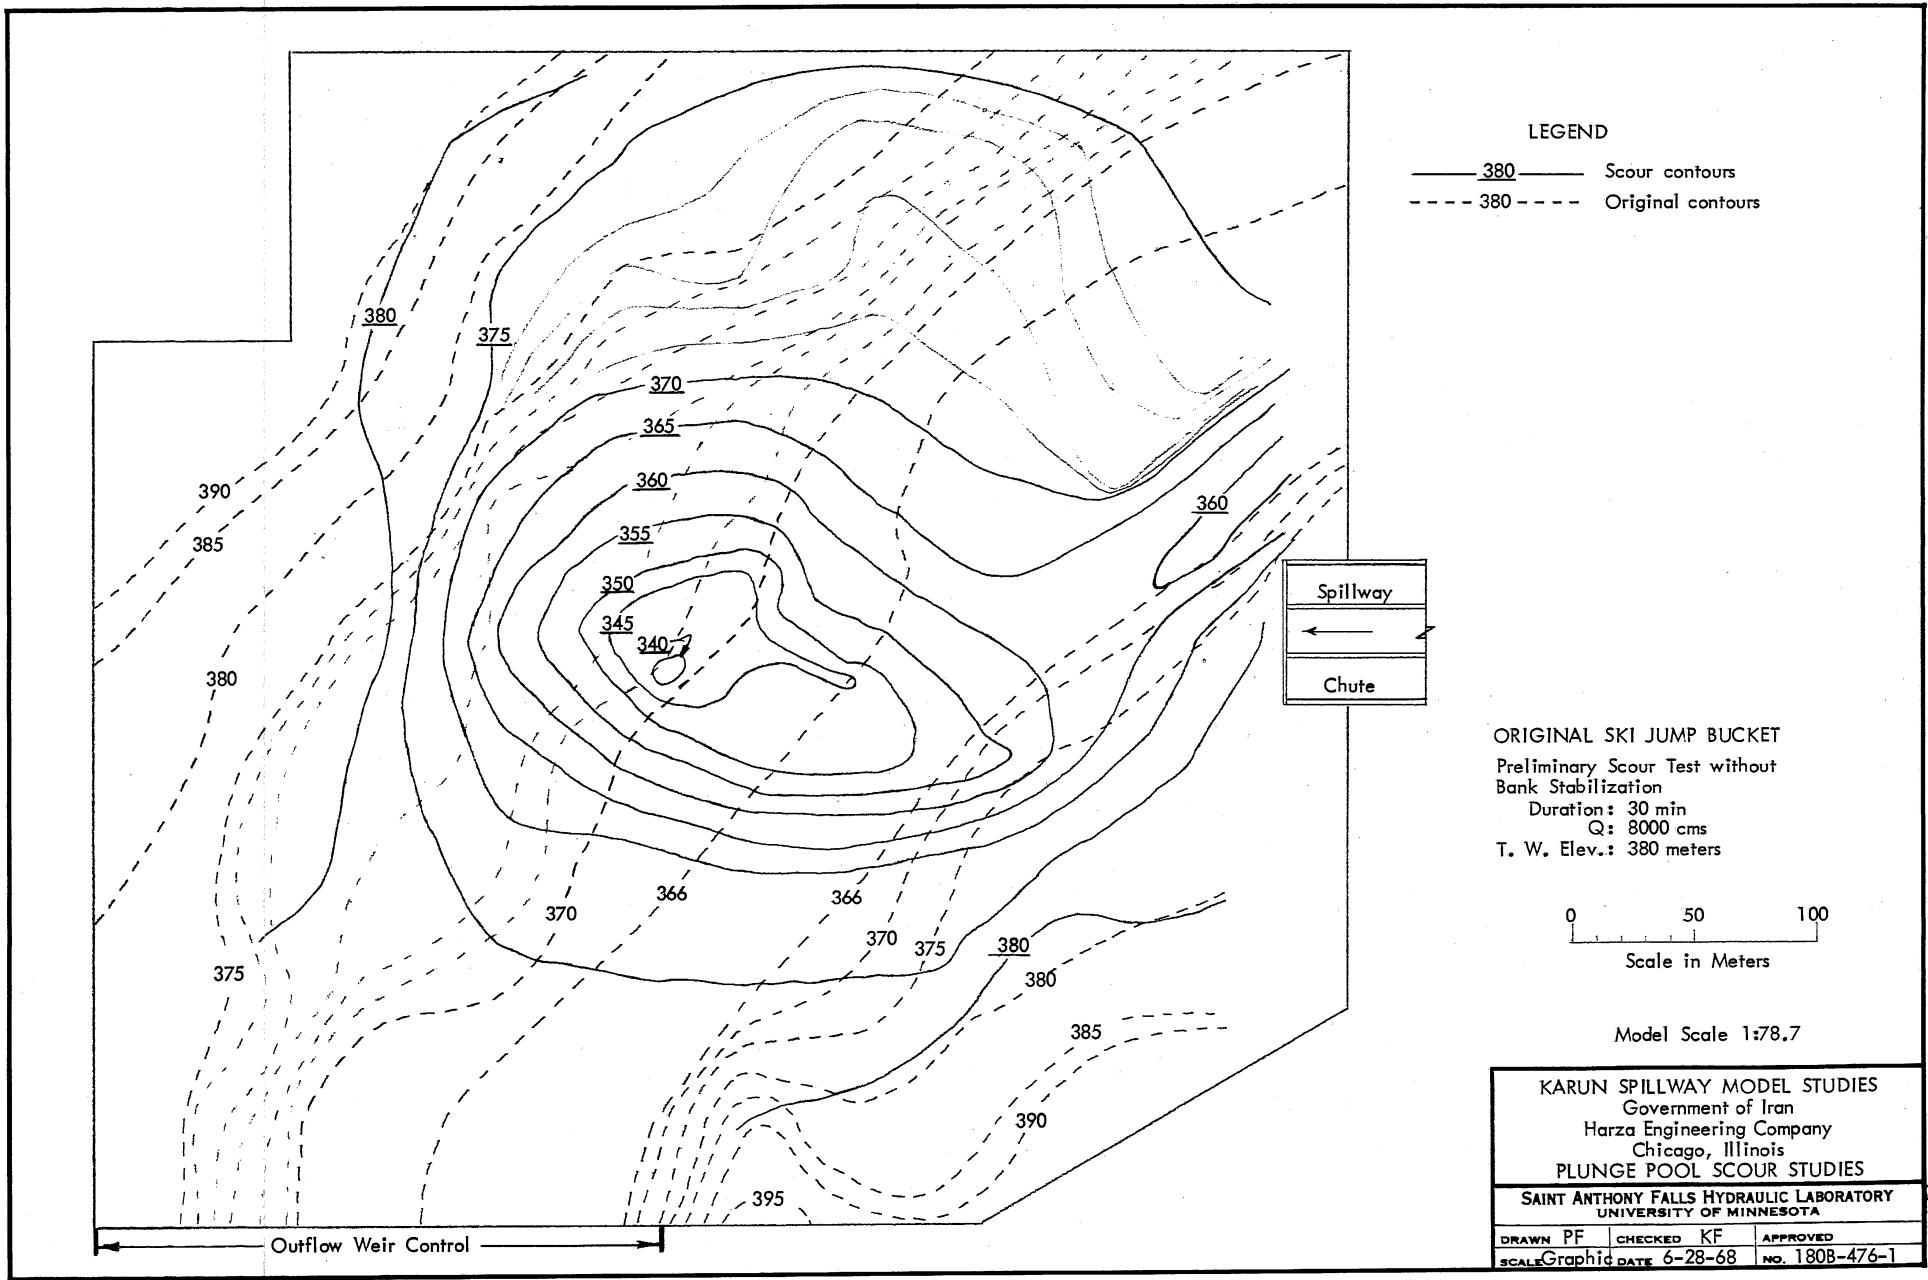 LEGEND
380 Scour contours
380 Original contours
380
375
370
365
390
360
360
385
355
350
Spillway
345
340
380
Chute
ORIGINAL SKI JUMP BUCKET
Preliminary Scour Test without
Bank Stabilization
Duration: 30 min
Q: 8000 cms
T. W. Elev.: 380 meters
366
366
370
0 50 100
370
375
380
Scale in Meters
375
380
385
Model Scale 1:78.7
390
395
Outflow Weir Control
KARUN SPILLWAY MODEL STUDIES
Government of Iran
Harza Engineering Company
Chicago, Illinois
PLUNGE POOL SCOUR STUDIES
SAINT ANTHONY FALLS HYDRAULIC LABORATORY
UNIVERSITY OF MINNESOTA
DRAWN PF CHECKED KF APPROVED
SCALE Graphic DATE 6-28-68 NO. 180B-476-1